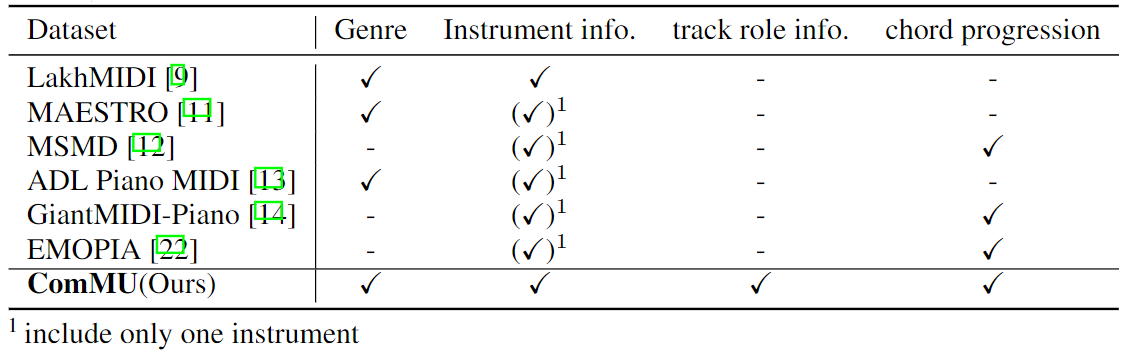 Dataset Genre Instrument info. track role info. chord progression
LakhMIDI [9] ✓ ✓ - -
MAESTRO [11] ✓ (✓)¹ - -
MSMD [12] - (✓)¹ - ✓
ADL Piano MIDI [13] ✓ (✓)¹ - -
GiantMIDI-Piano [14] - (✓)¹ - ✓
EMOPIA [22] - (✓)¹ - ✓
ComMU(Ours) ✓ ✓ ✓ ✓
¹ include only one instrument